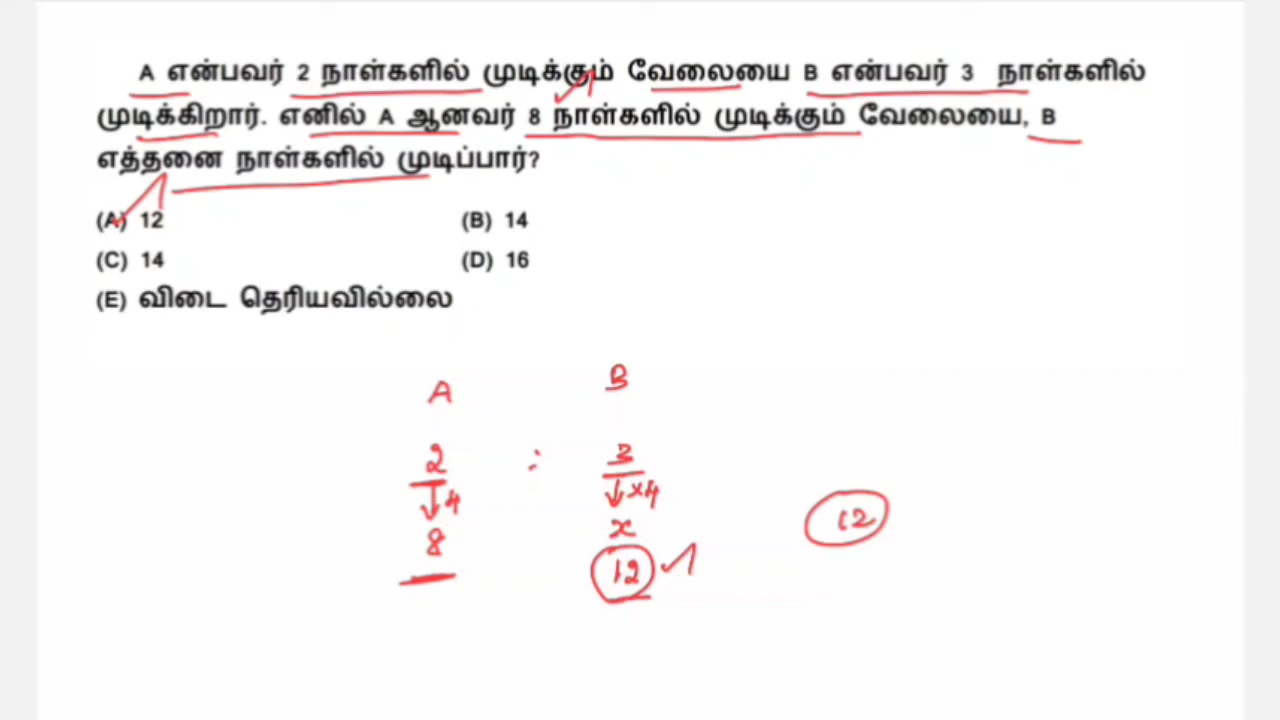 A என்பவர் 2 நாள்களில் முடிக்கும் வேலையை B என்பவர் 3 நாள்களில்
முடிக்கிறார். எனில் A ஆனவர் 8 நாள்களில் முடிக்கும் வேலையை, B
எத்தனை நாள்களில் முடிப்பார்?
(A) 12 (B) 14
(C) 14 (D) 16
(E) விடை தெரியவில்லை
A B
2 : 3
↓4 ↓×4
8 x
12
12